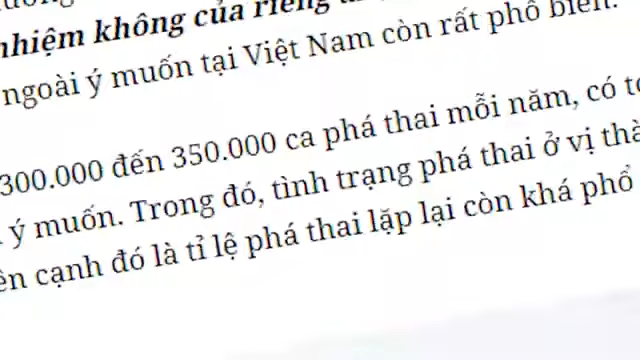 nhiệm không của riêng
ngoài ý muốn tại Việt Nam còn rất phổ biến.
300.000 đến 350.000 ca phá thai mỗi năm, có
ý muốn. Trong đó, tình trạng phá thai ở vị
cạnh đó là tỉ lệ phá thai lặp lại còn khá phổ